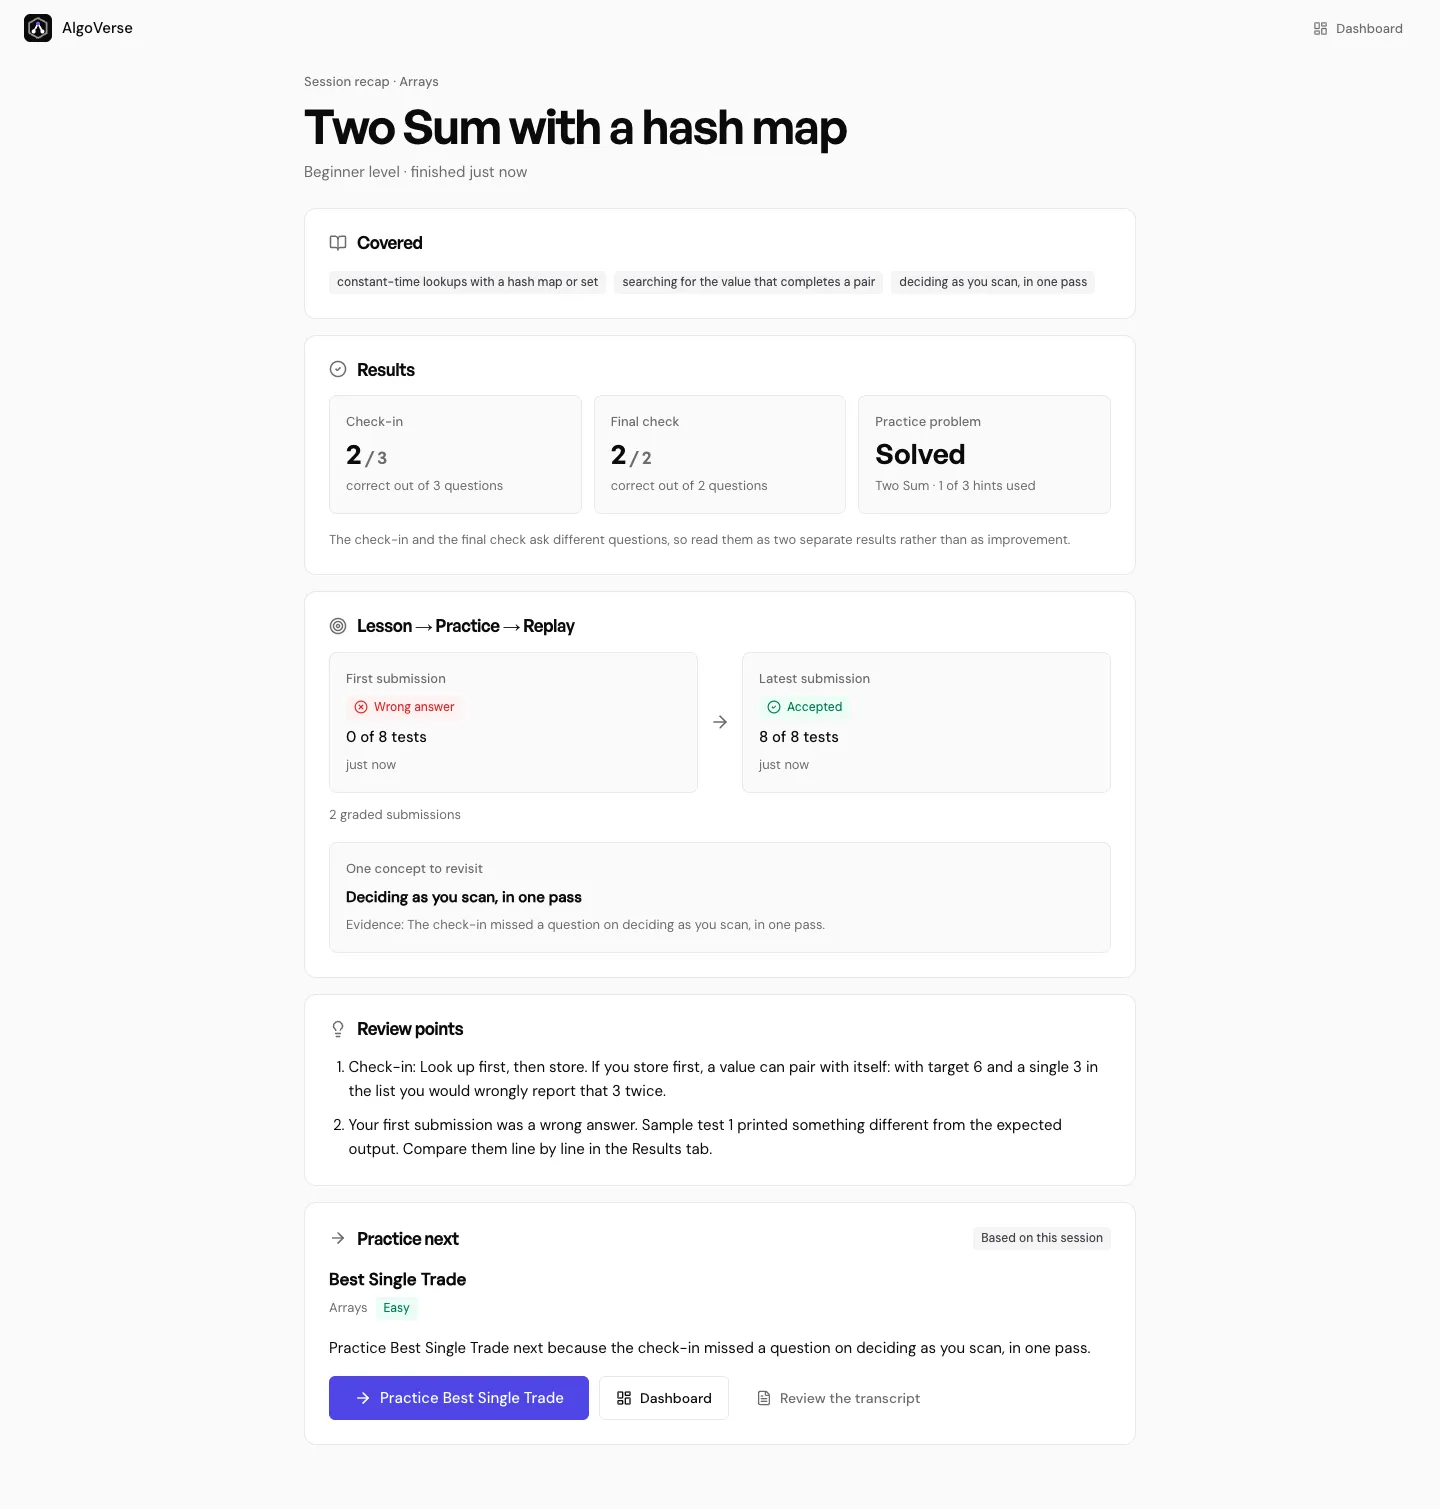 AlgoVerse
Dashboard
Session recap · Arrays
Two Sum with a hash map
Beginner level · finished just now
Covered
constant-time lookups with a hash map or set
searching for the value that completes a pair
deciding as you scan, in one pass
Results
Check-in
2 / 3
correct out of 3 questions
Final check
2 / 2
correct out of 2 questions
Practice problem
Solved
Two Sum · 1 of 3 hints used
The check-in and the final check ask different questions, so read them as two separate results rather than as improvement.
Lesson → Practice → Replay
First submission
Wrong answer
0 of 8 tests
just now
Latest submission
Accepted
8 of 8 tests
just now
2 graded submissions
One concept to revisit
Deciding as you scan, in one pass
Evidence: The check-in missed a question on deciding as you scan, in one pass.
Review points
1. Check-in: Look up first, then store. If you store first, a value can pair with itself: with target 6 and a single 3 in
the list you would wrongly report that 3 twice.
2. Your first submission was a wrong answer. Sample test 1 printed something different from the expected
output. Compare them line by line in the Results tab.
Practice next
Based on this session
Best Single Trade
Arrays Easy
Practice Best Single Trade next because the check-in missed a question on deciding as you scan, in one pass.
Practice Best Single Trade
Dashboard
Review the transcript